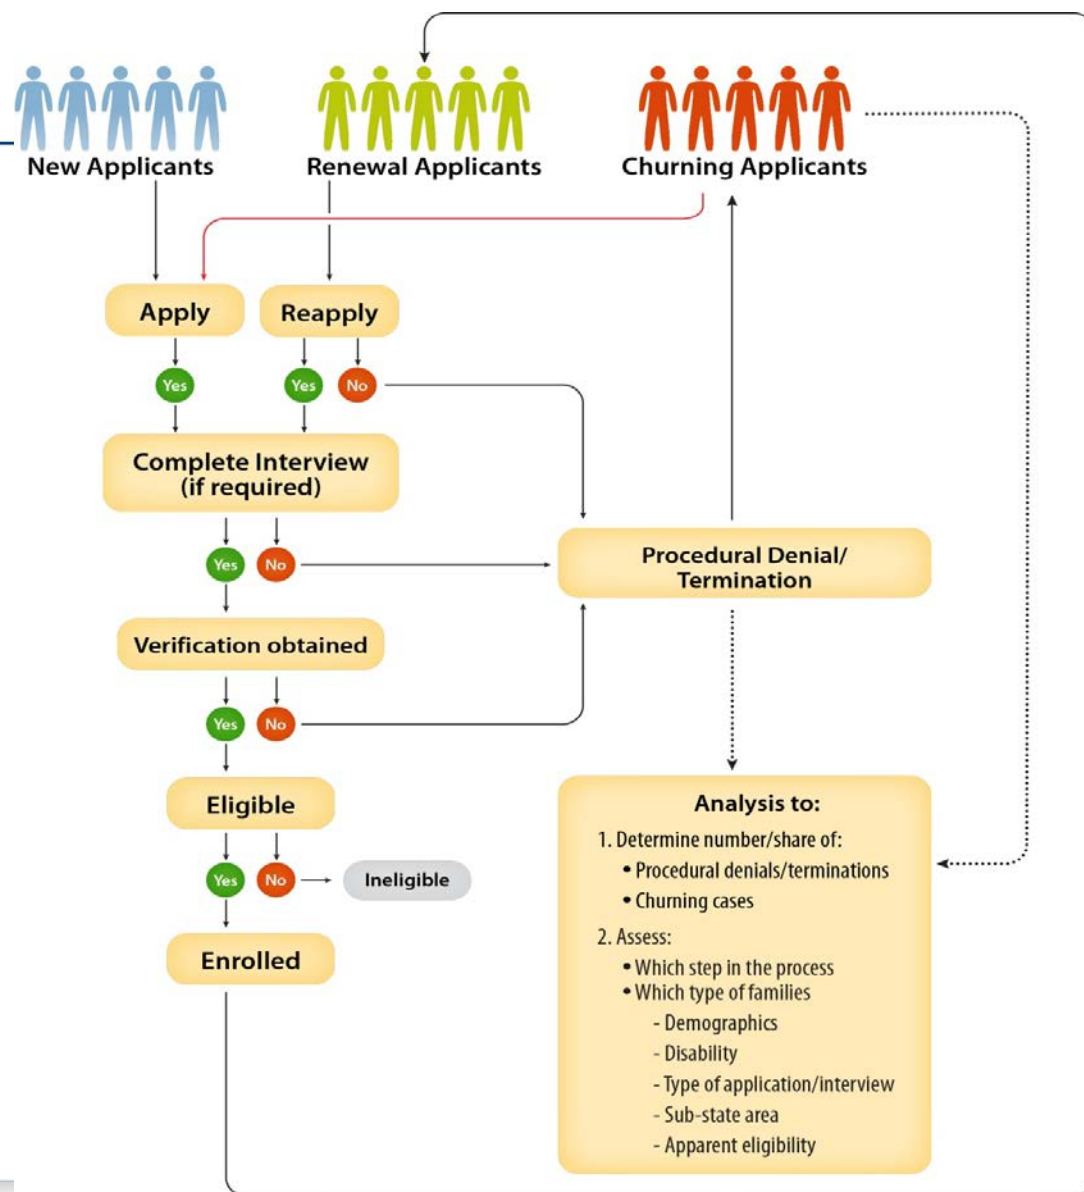 New Applicants
Renewal Applicants
Churning Applicants
Apply
Reapply
Yes
Yes
No
Complete Interview
(if required)
Yes
No
Procedural Denial/
Termination
Verification obtained
Yes
No
Eligible
Yes
No
Ineligible
Enrolled
Analysis to:
1. Determine number/share of:
• Procedural denials/terminations
• Churning cases
2. Assess:
• Which step in the process
• Which type of families
- Demographics
- Disability
- Type of application/interview
- Sub-state area
- Apparent eligibility